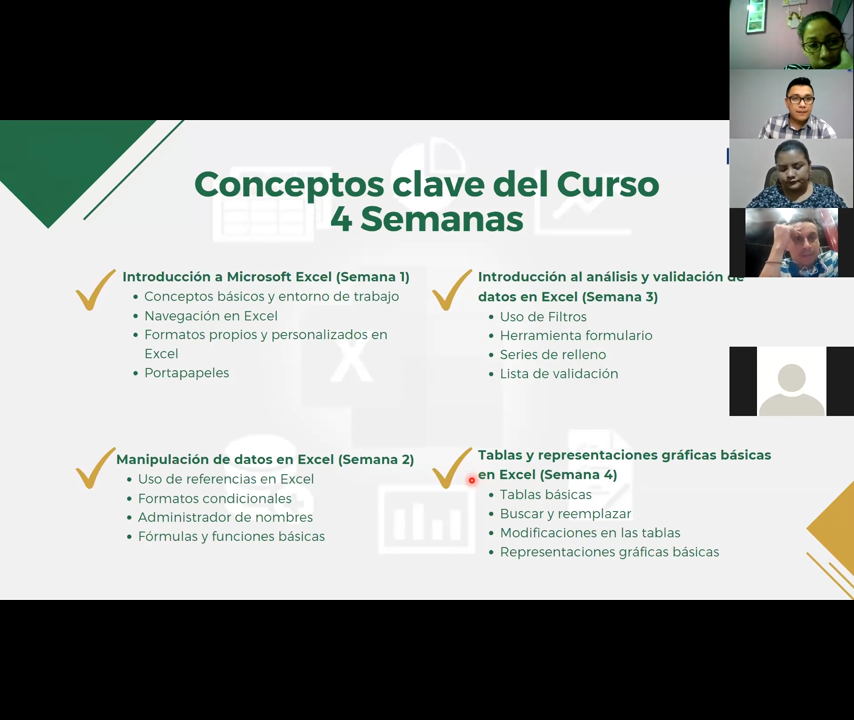 Conceptos clave del Curso
4 Semanas
Introducción a Microsoft Excel (Semana 1)
Conceptos básicos y entorno de trabajo
Navegación en Excel
Formatos propios y personalizados en
Excel
Portapapeles
Manipulación de datos en Excel (Semana 2)
Uso de referencias en Excel
Formatos condicionales
Administrador de nombres
Fórmulas y funciones básicas
Introducción al análisis y validación de
datos en Excel (Semana 3)
Uso de Filtros
Herramienta formulario
Series de relleno
Lista de validación
Tablas y representaciones gráficas básicas
en Excel (Semana 4)
Tablas básicas
Buscar y reemplazar
Modificaciones en las tablas
Representaciones gráficas básicas
X